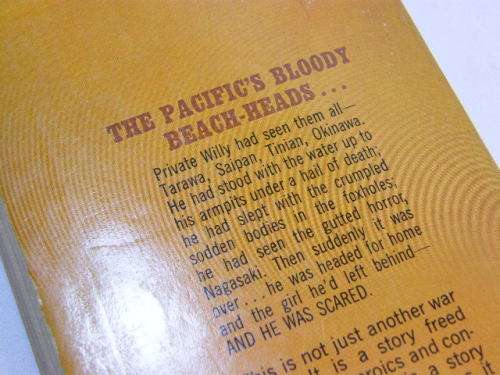 THE PACIFIC'S BLOODY
BEACH-HEADS...
Private Willy had seen them all—
Tarawa, Saipan, Tinian, Okinawa.
He had stood with the water up to
his armpits under a hail of death;
he had slept with the crumpled
sodden bodies in the foxholes;
he had seen the gutted horror,
Nagasaki. Then suddenly it was
over... he was headed for home
and the girl he'd left behind—
AND HE WAS SCARED.
This is not just another war
It is a story freed
heroics and con-
is a story
it